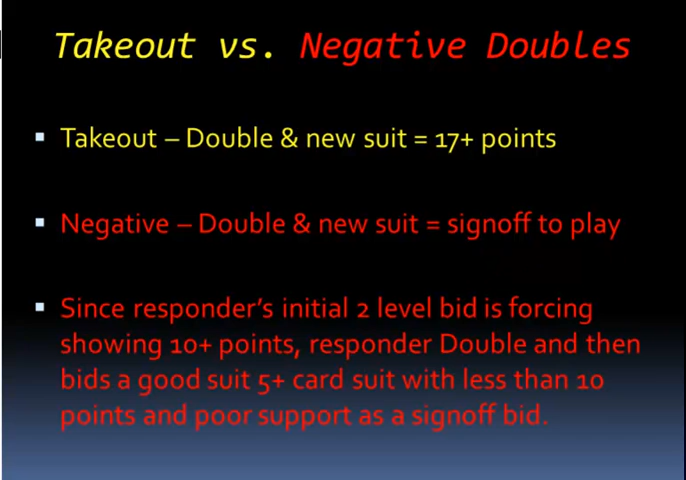 Takeout vs. Negative Doubles
Takeout – Double & new suit = 17+ points
Negative – Double & new suit = signoff to play
Since responder's initial 2 level bid is forcing
showing 10+ points, responder Double and then
bids a good suit 5+ card suit with less than 10
points and poor support as a signoff bid.